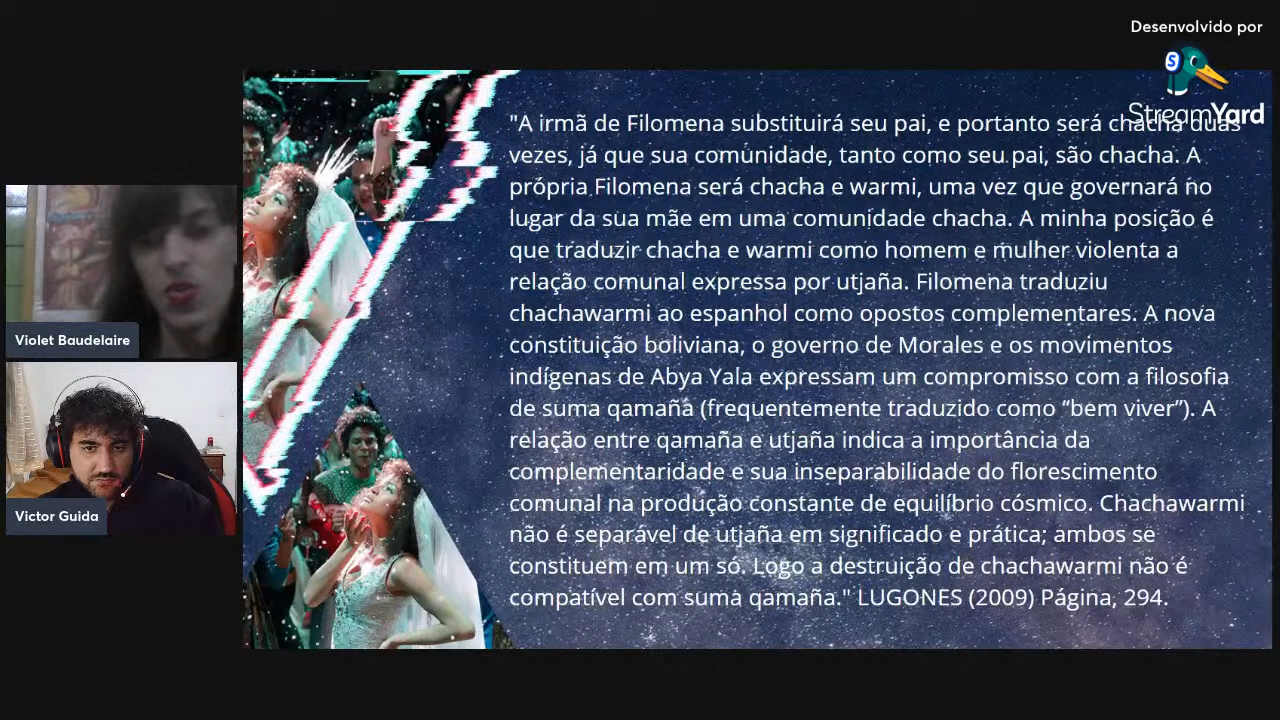 Desenvolvido por
StreamYard
"A irmã de Filomena substituirá seu pai, e portanto será chacha duas
vezes, já que sua comunidade, tanto como seu pai, são chacha. A
própria Filomena será chacha e warmi, uma vez que governará no
lugar da sua mãe em uma comunidade chacha. A minha posição é
que traduzir chacha e warmi como homem e mulher violenta a
relação comunal expressa por utjaña. Filomena traduziu
chachawarmi ao espanhol como opostos complementares. A nova
constituição boliviana, o governo de Morales e os movimentos
indígenas de Abya Yala expressam um compromisso com a filosofia
de suma qamaña (frequentemente traduzido como “bem viver”). A
relação entre qamaña e utjaña indica a importância da
complementaridade e sua inseparabilidade do florescimento
comunal na produção constante de equilíbrio cósmico. Chachawarmi
não é separável de utjaña em significado e prática; ambos se
constituem em um só. Logo a destruição de chachawarmi não é
compatível com suma qamaña." LUGONES (2009) Página, 294.
Violet Baudelaire
Victor Guida